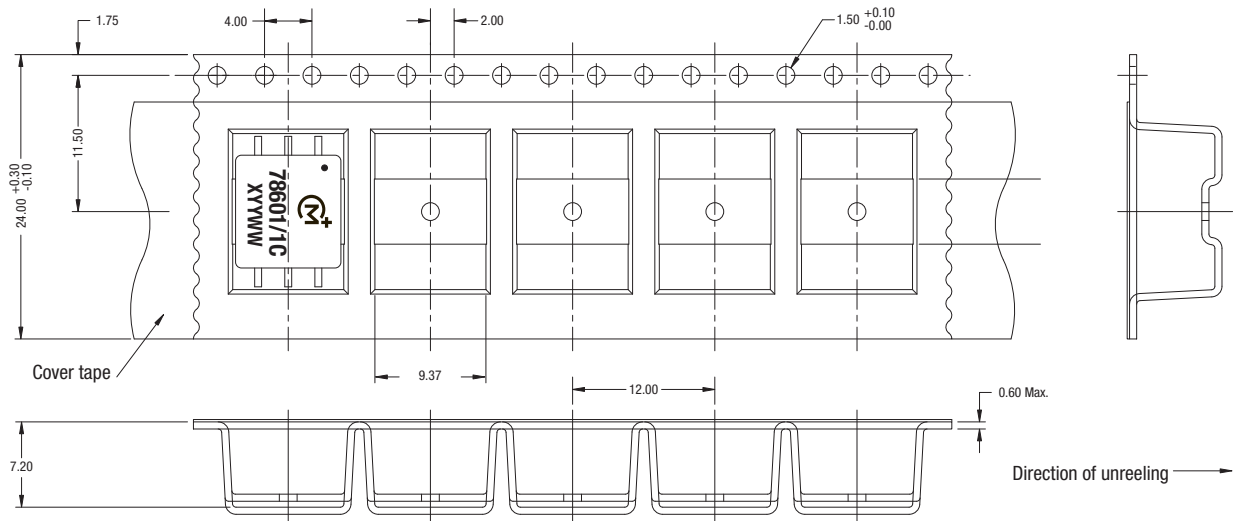 1.75
4.00
2.00
1.50 +0.10
-0.00
11.50
24.00 +0.30
-0.10
78601/1C
XYYWW
M
Cover tape
9.37
12.00
0.60 Max.
7.20
Direction of unreeling